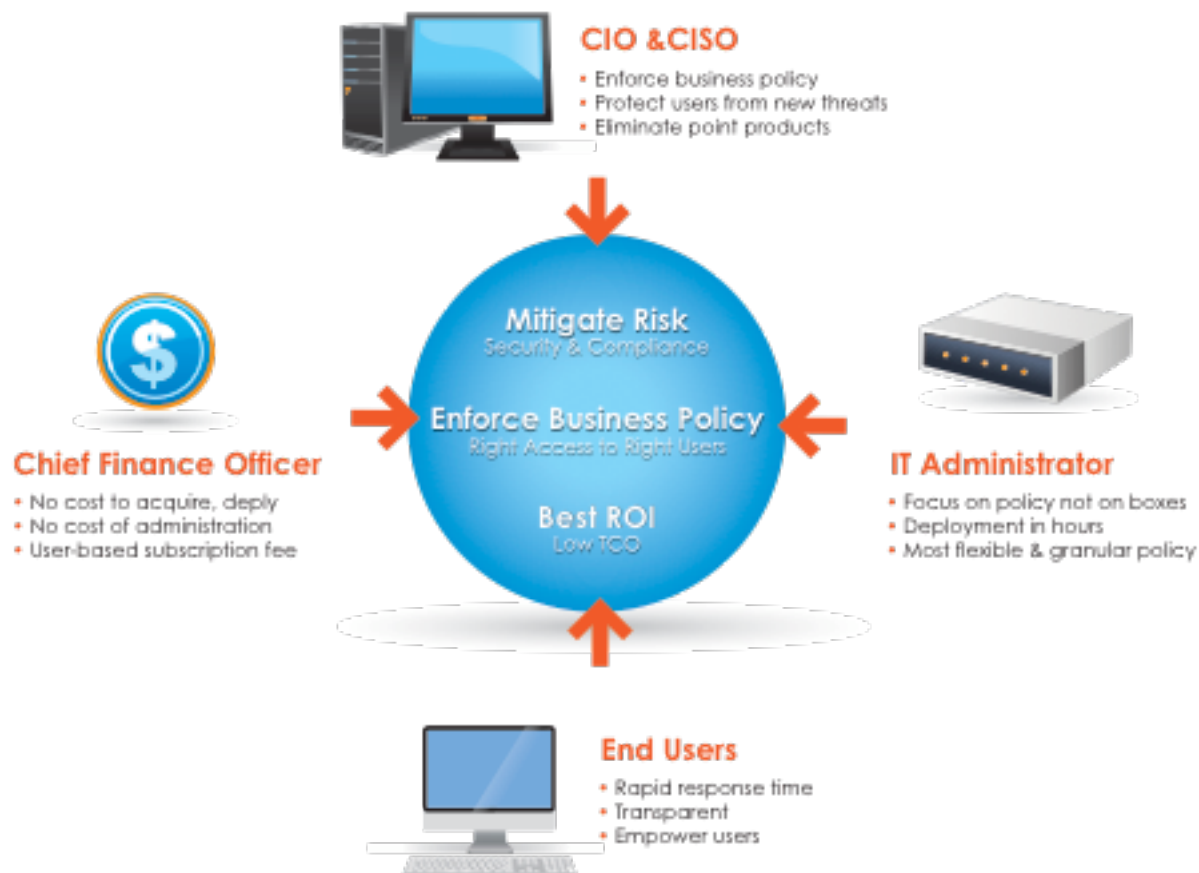 CIO &CISO
• Enforce business policy
• Protect users from new threats
• Eliminate point products
Mitigate Risk
Security & Compliance
Enforce Business Policy
Right Access to Right Users
Best ROI
Low TCO
Chief Finance Officer
• No cost to acquire, deply
• No cost of administration
• User-based subscription fee
IT Administrator
• Focus on policy not on boxes
• Deployment in hours
• Most flexible & granular policy
End Users
• Rapid response time
• Transparent
• Empower users